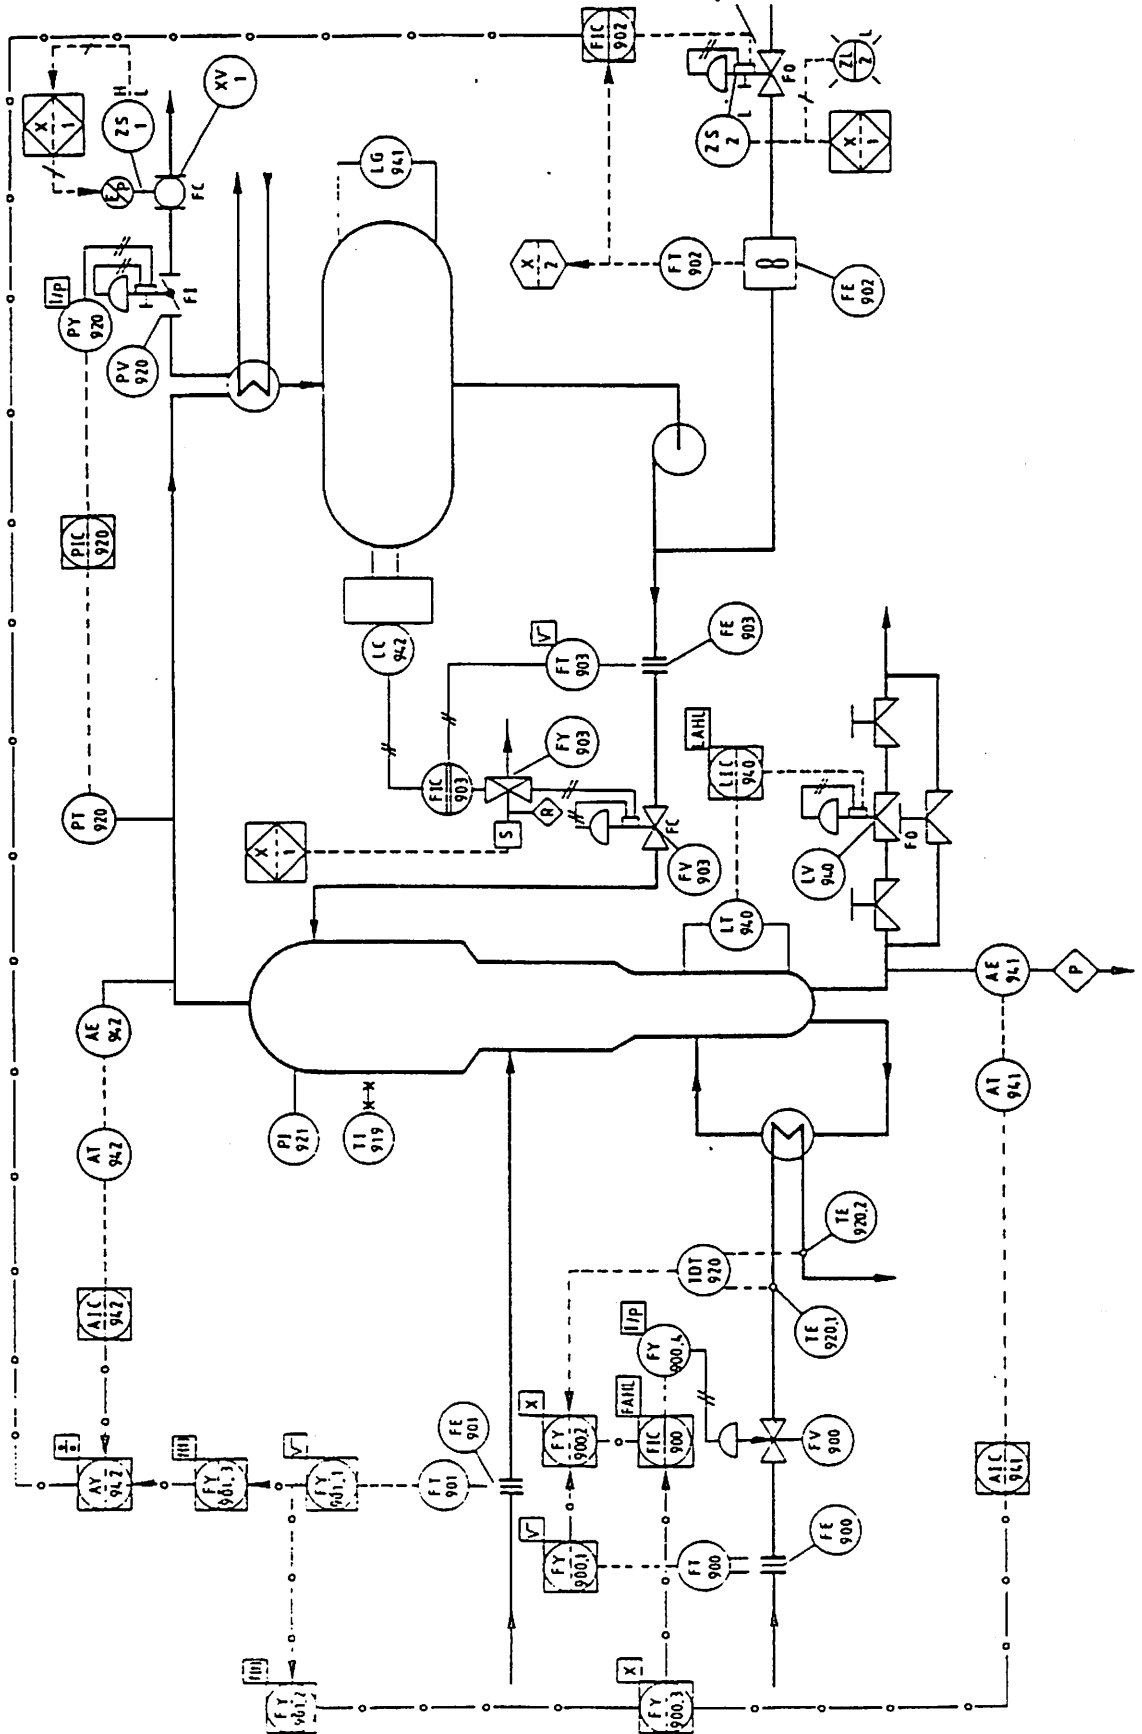 FIC
902
L
ZL
2
FO
ZS
2
L
X
1
X
1
H
L
ZS
1
XV
1
E/P
FC
LG
941
X
2
FT
902
8
FE
902
I/P
PY
920
PV
920
FI
PIC
920
LC
942
√
FT
903
FE
903
FIC
903
FY
903
S
R
X
1
FC
FV
903
LAHL
LIC
940
LT
940
LV
940
FO
PT
920
AE
942
AT
942
AIC
942
PI
921
TI
919
AE
941
P
AT
941
AIC
941
TE
920.2
TDT
920
TE
920.1
I/P
FY
900.4
FAHL
FIC
900
X
FY
900.2
FV
900
FE
901
FT
901
√
FY
901.1
f(t)
FY
901.3
AY
942
√
FY
900.1
FT
900
FE
900
f(t)
FY
901.2
X
FY
900.3